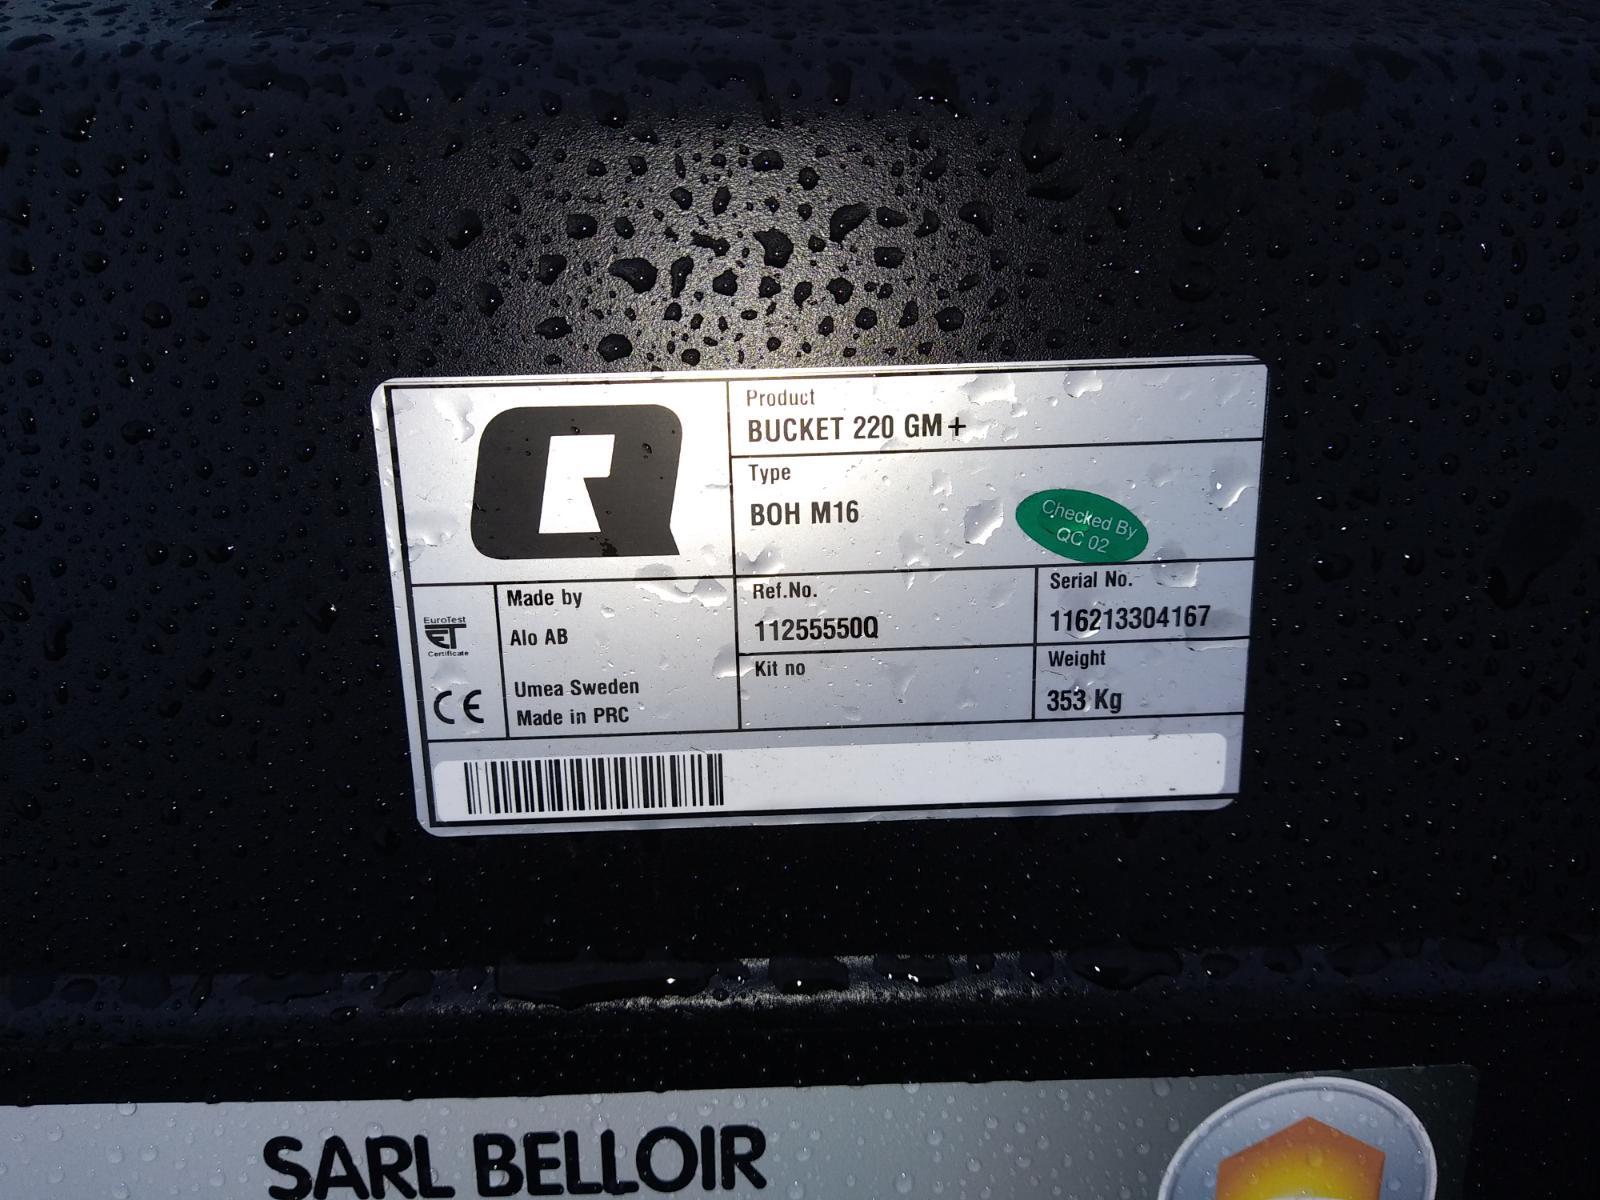 Product
BUCKET 220 GM+
Type
BOH M16
Checked By
QC 02
EuroTest
ET
Certificate
CE
Made by
Alo AB
Umea Sweden
Made in PRC
Ref.No.
11255550Q
Serial No.
116213304167
Kit no
Weight
353 Kg
SARL BELLOIR